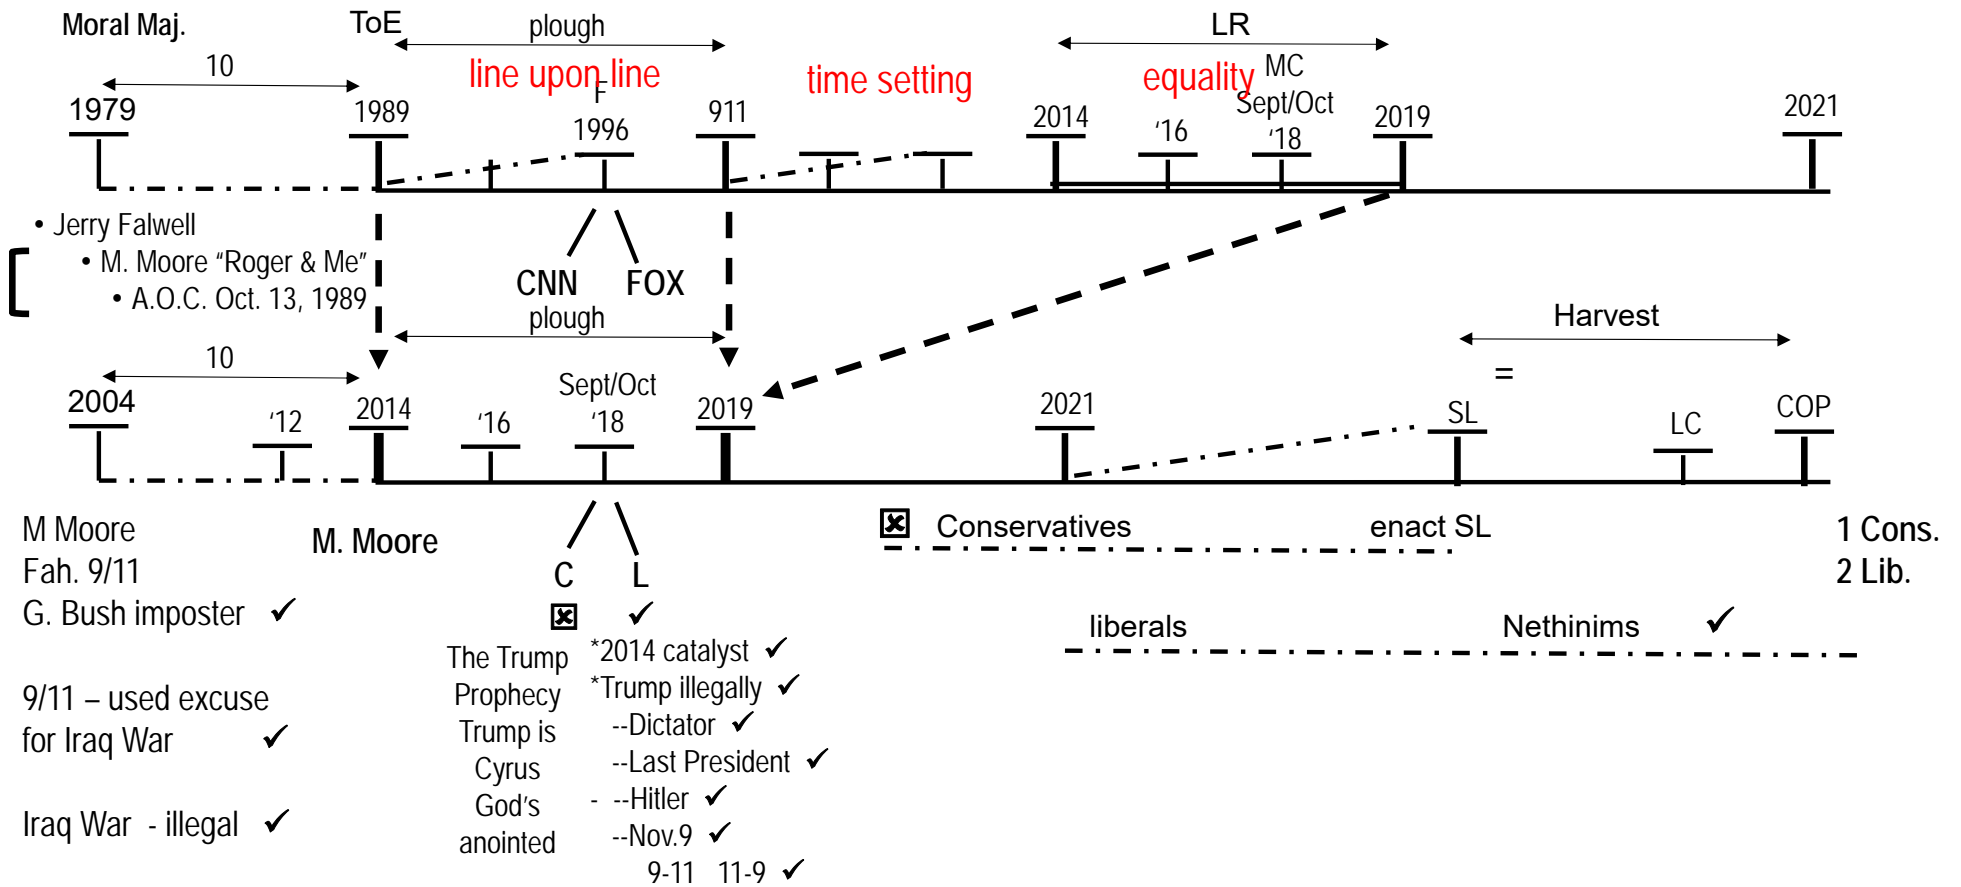 Moral Maj.
ToE
plough
LR
10
line upon line
time setting
equality
MC
F
Sept/Oct
1979
1989
1996
911
2014
'16
'18
2019
2021
• Jerry Falwell
• M. Moore “Roger & Me”
• A.O.C. Oct. 13, 1989
CNN FOX
plough
Harvest
10
=
Sept/Oct
2004
'12
2014
'16
'18
2019
2021
SL
LC
COP
M Moore
Fah. 9/11
G. Bush imposter ✓
9/11 – used excuse
for Iraq War ✓
Iraq War - illegal ✓
M. Moore
C L
☒ ✓
The Trump
Prophecy
Trump is
Cyrus
God's
anointed
*2014 catalyst ✓
*Trump illegally ✓
--Dictator ✓
--Last President ✓
- --Hitler ✓
--Nov.9 ✓
9-11 11-9 ✓
☒ Conservatives enact SL
liberals Nethinims ✓
1 Cons.
2 Lib.